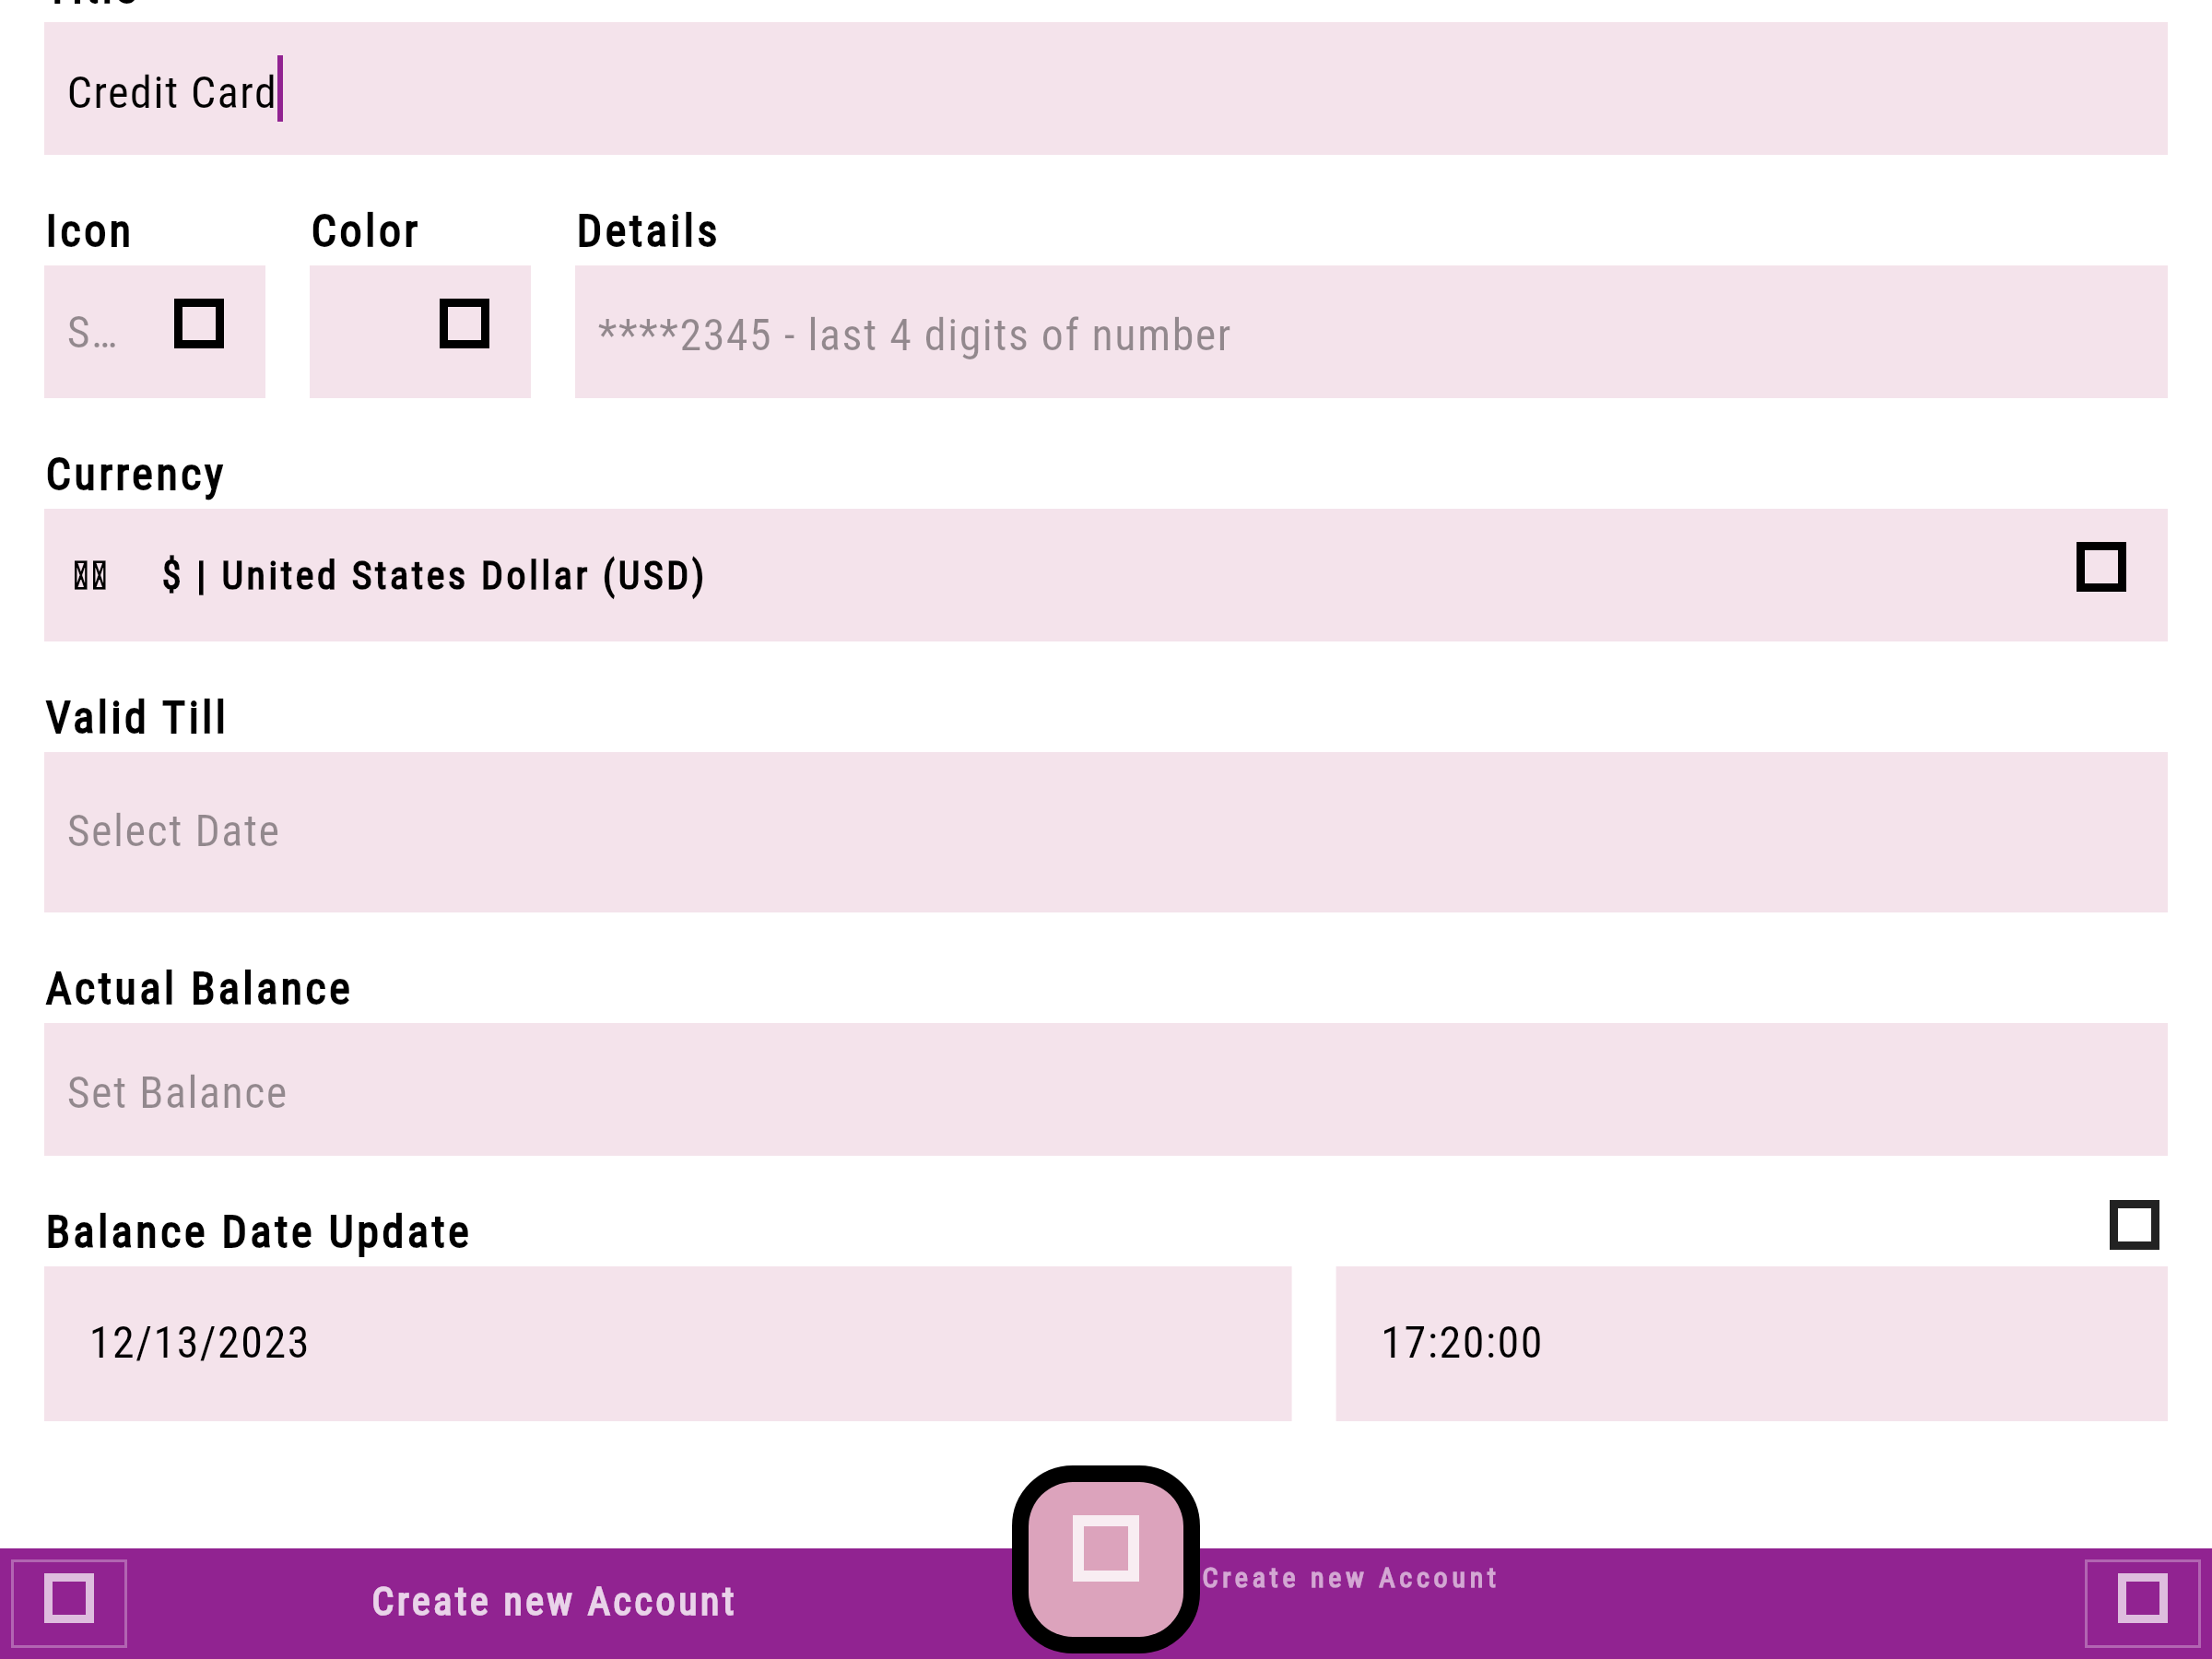 Credit Card
Icon Color Details
S… ****2345 - last 4 digits of number
Currency
$ | United States Dollar (USD)
Valid Till
Select Date
Actual Balance
Set Balance
Balance Date Update
12/13/2023 17:20:00
Create new Account Create new Account